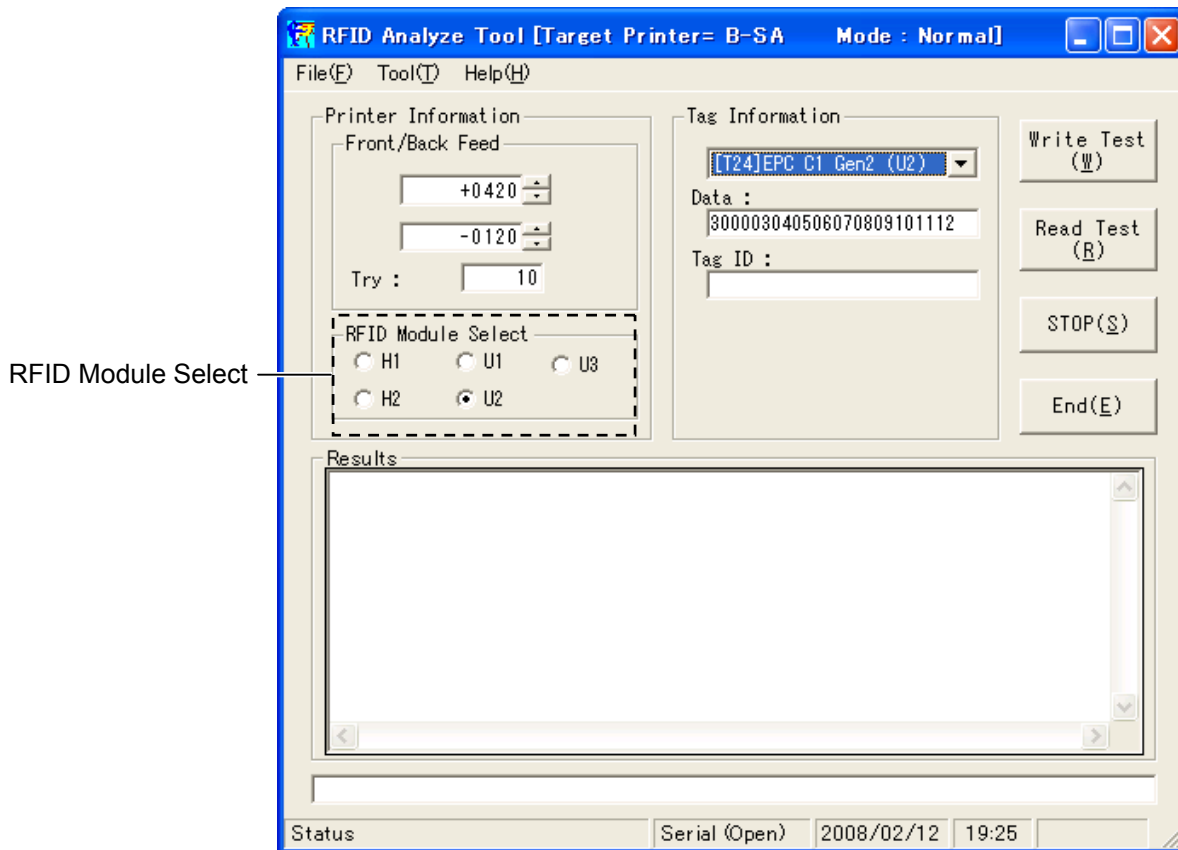 RFID Analyze Tool [Target Printer= B-SA Mode : Normal]
File(F) Tool(T) Help(H)
Printer Information
Front/Back Feed
+0420
-0120
Try : 10
RFID Module Select
H1 U1 U3
H2 U2
Tag Information
[T24]EPC C1 Gen2 (U2)
Data :
300003040506070809101112
Tag ID :
Write Test
(W)
Read Test
(R)
STOP(S)
End(E)
RFID Module Select
Results
Status Serial (Open) 2008/02/12 19:25